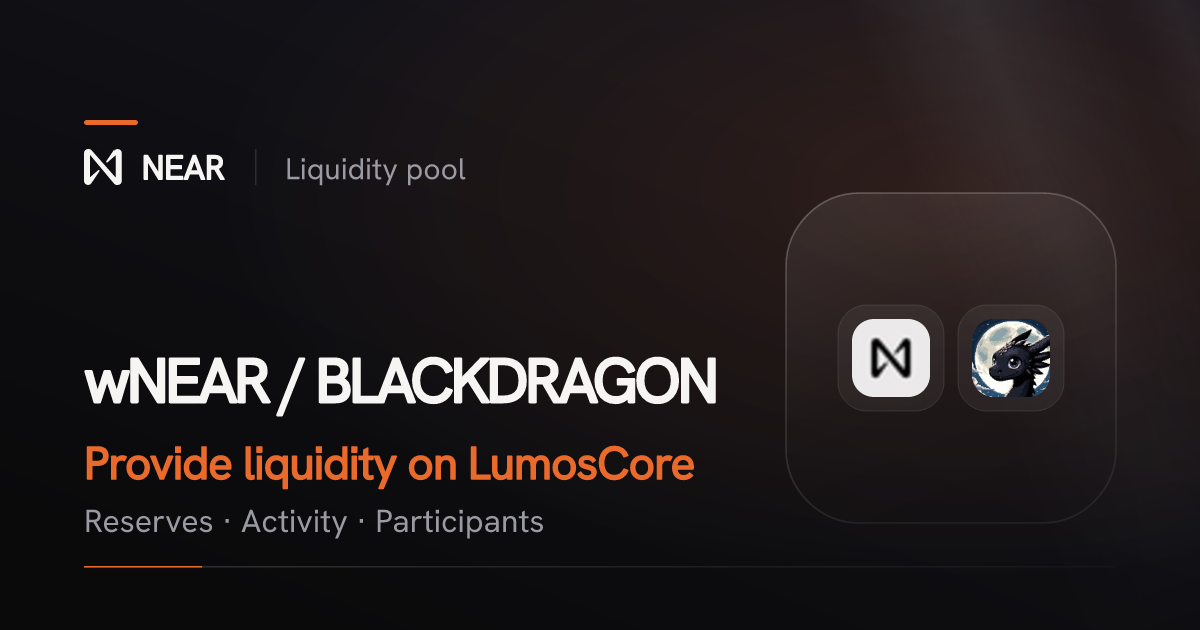 NEAR
Liquidity pool
wNEAR / BLACKDRAGON
Provide liquidity on LumosCore
Reserves · Activity · Participants